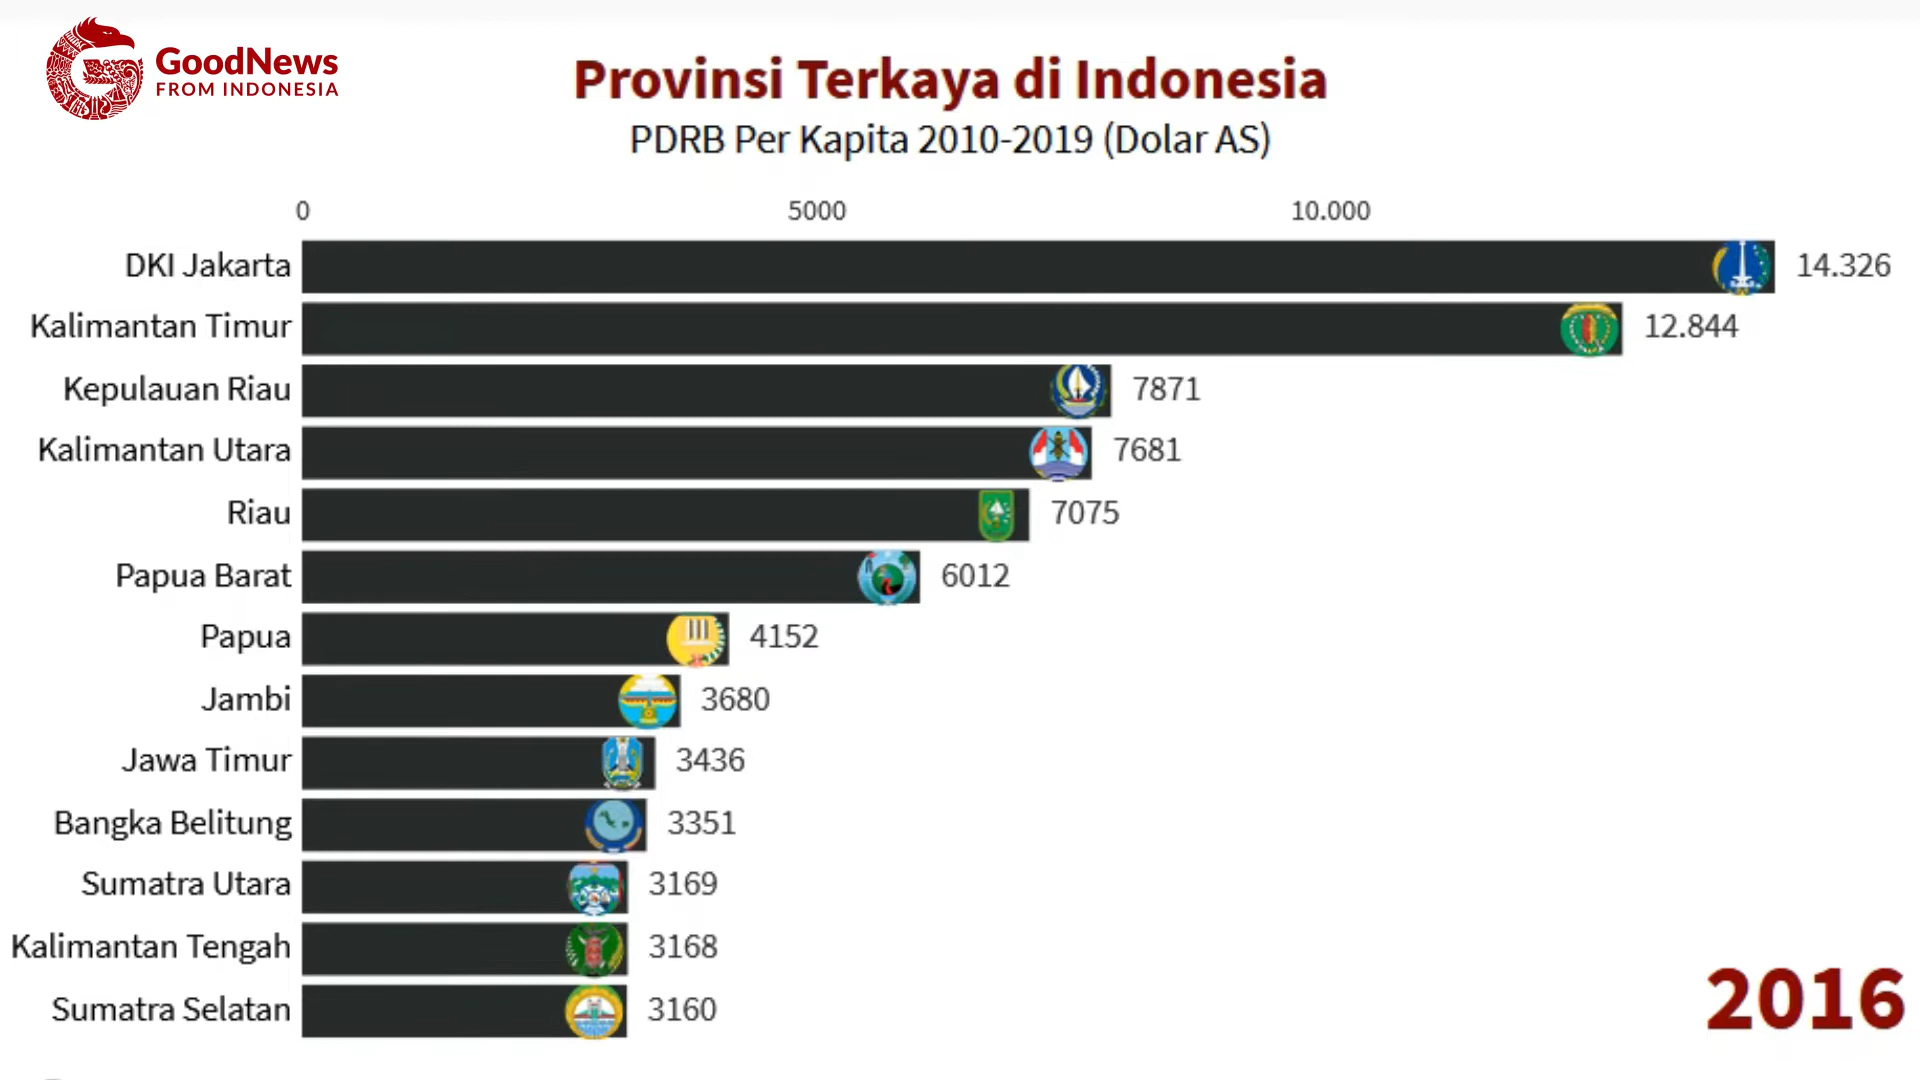 GoodNews
FROM INDONESIA
Provinsi Terkaya di Indonesia
PDRB Per Kapita 2010-2019 (Dolar AS)
0 5000 10.000
DKI Jakarta 14.326
Kalimantan Timur 12.844
Kepulauan Riau 7871
Kalimantan Utara 7681
Riau 7075
Papua Barat 6012
Papua 4152
Jambi 3680
Jawa Timur 3436
Bangka Belitung 3351
Sumatra Utara 3169
Kalimantan Tengah 3168
Sumatra Selatan 3160
2016